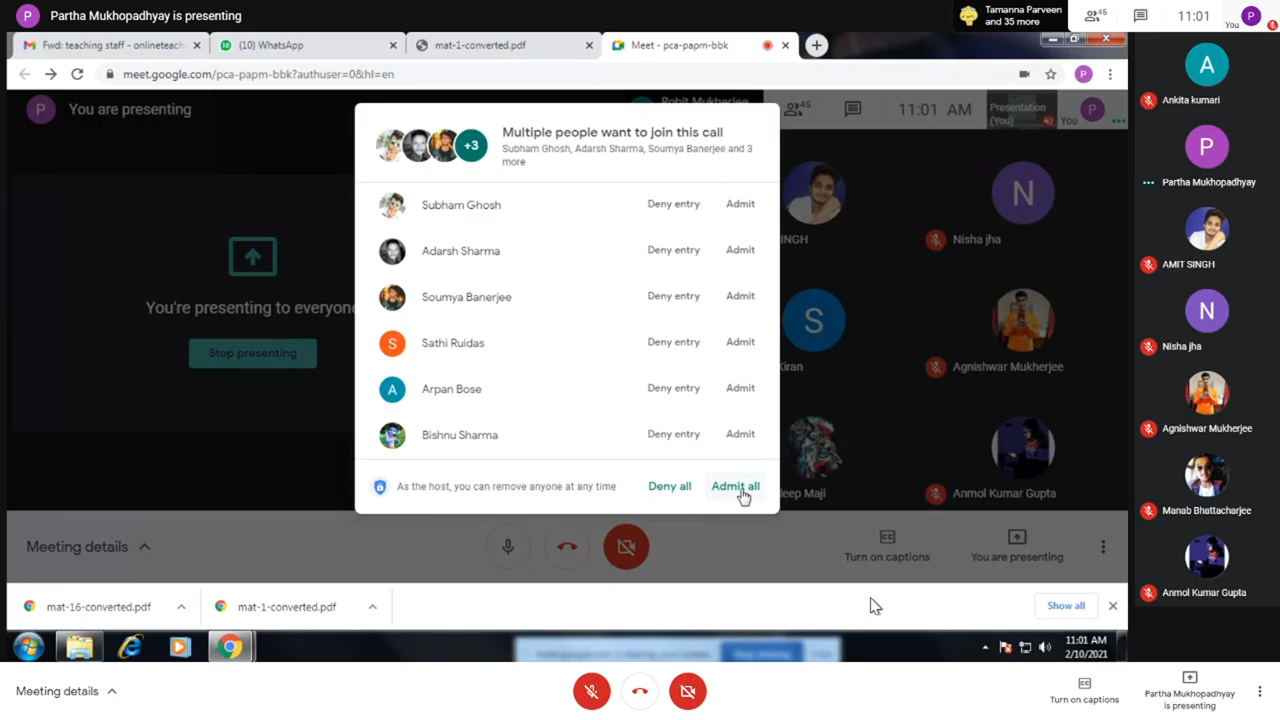 P
Partha Mukhopadhyay is presenting
Tamanna Parveen
and 35 more
45
11:01
P
You
Fwd: teaching staff - onlineteach
(10) WhatsApp
mat-1-converted.pdf
Meet - pca-papm-bbk
meet.google.com/pca-papm-bbk?authuser=0&hl=en
P
P
You are presenting
Rohit Mukherjee
45
11:01 AM
Presentation
(You)
You
P
Multiple people want to join this call
Subham Ghosh, Adarsh Sharma, Soumya Banerjee and 3
more
+3
Subham Ghosh
Deny entry
Admit
Adarsh Sharma
Deny entry
Admit
Soumya Banerjee
Deny entry
Admit
S
Sathi Ruidas
Deny entry
Admit
A
Arpan Bose
Deny entry
Admit
Bishnu Sharma
Deny entry
Admit
As the host, you can remove anyone at any time
Deny all
Admit all
You're presenting to everyone
Stop presenting
NGH
N
Nisha jha
S
Kiran
Agnishwar Mukherjee
eep Maji
Anmol Kumar Gupta
Meeting details
CC
Turn on captions
You are presenting
mat-16-converted.pdf
mat-1-converted.pdf
Show all
11:01 AM
2/10/2021
A
Ankita kumari
P
Partha Mukhopadhyay
AMIT SINGH
N
Nisha jha
Agnishwar Mukherjee
Manab Bhattacharjee
Anmol Kumar Gupta
Meeting details
CC
Turn on captions
Partha Mukhopadhyay
is presenting